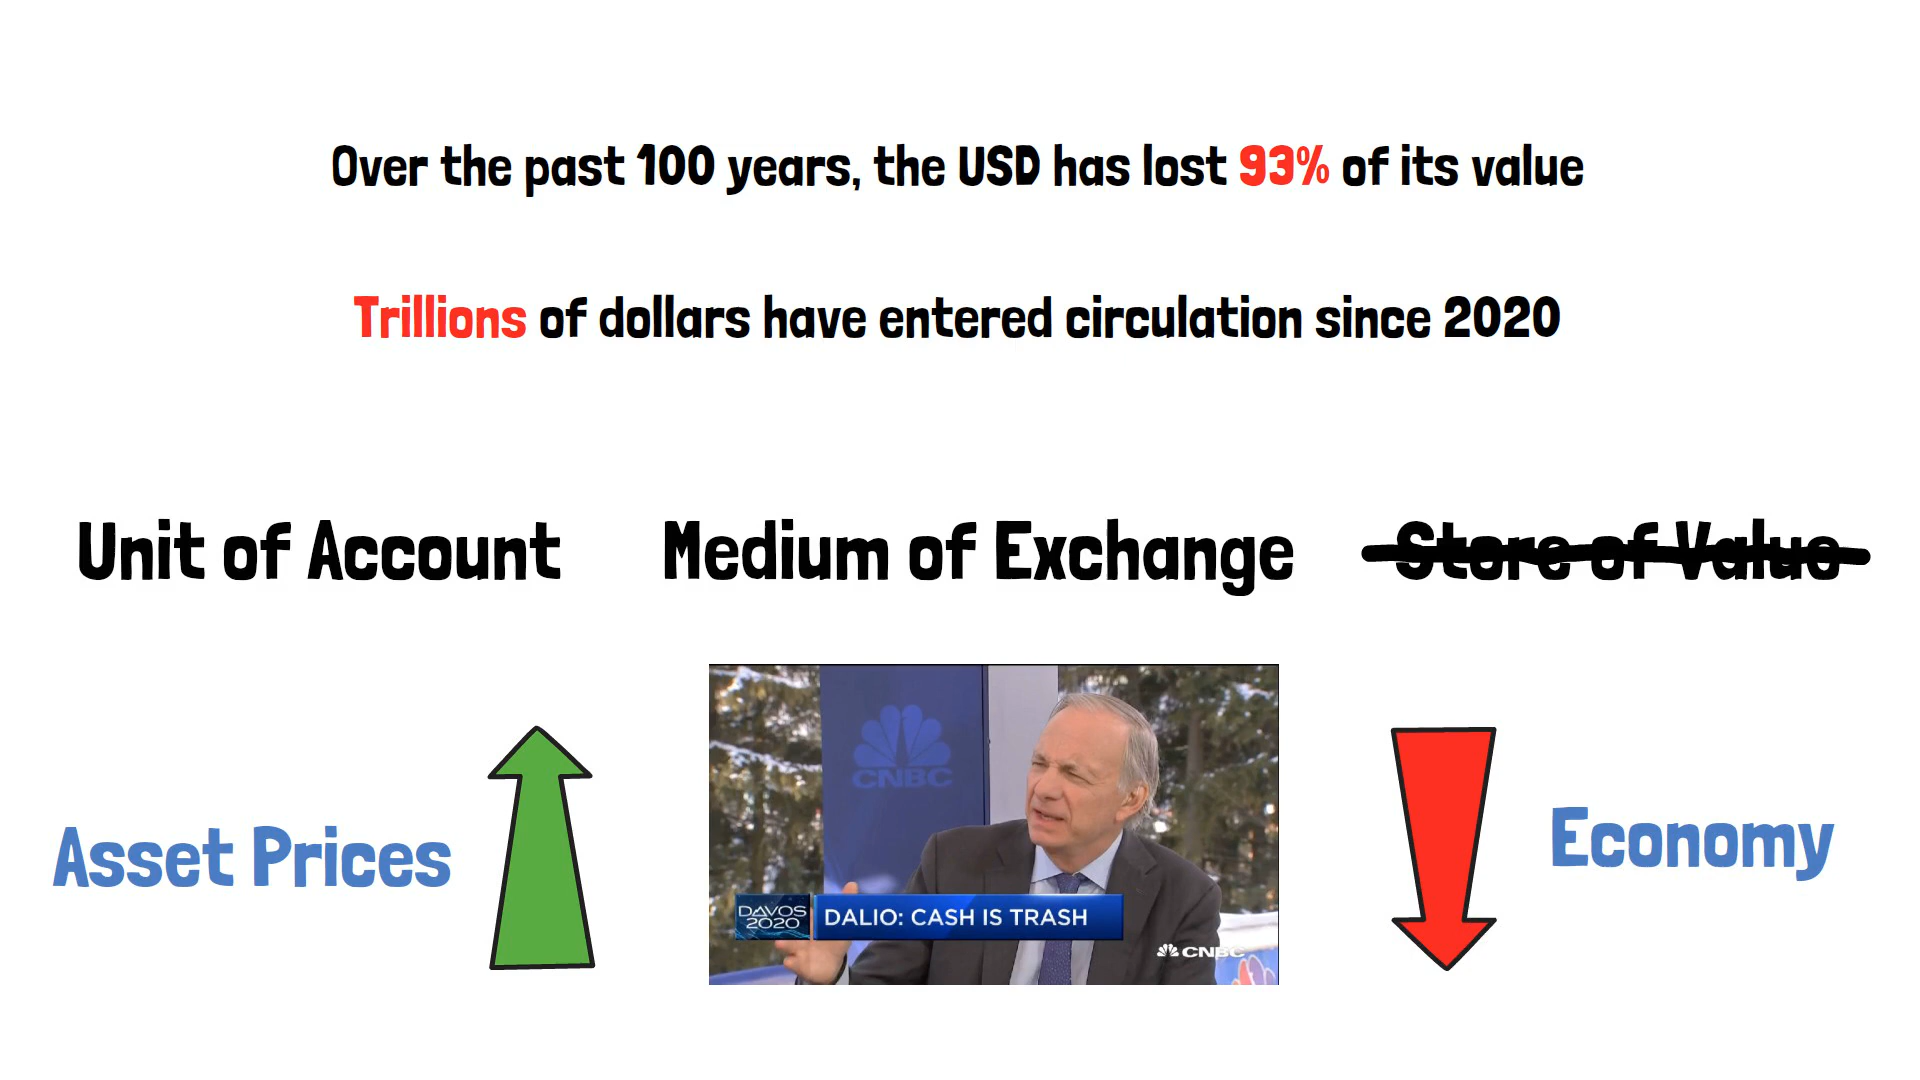 Over the past 100 years, the USD has lost 93% of its value
Trillions of dollars have entered circulation since 2020
Unit of Account
Medium of Exchange
Store of Value
CNBC
Asset Prices
Economy
DAVOS
2020
DALIO: CASH IS TRASH
CNBC